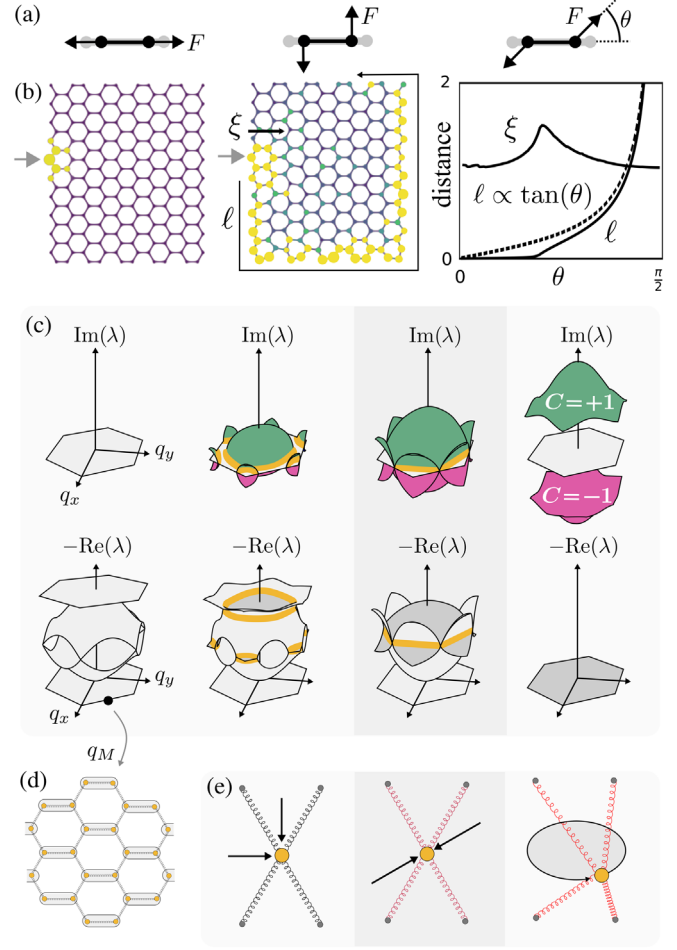 (a)
F
F
F
θ
(b)
ξ
ℓ
2
distance
1
0
ξ
ℓ ∝ tan(θ)
ℓ
0
θ
π/2
(c)
Im(λ)
Im(λ)
Im(λ)
Im(λ)
q_y
q_x
C=+1
C=−1
−Re(λ)
−Re(λ)
−Re(λ)
−Re(λ)
q_y
q_x
q_M
(d)
(e)